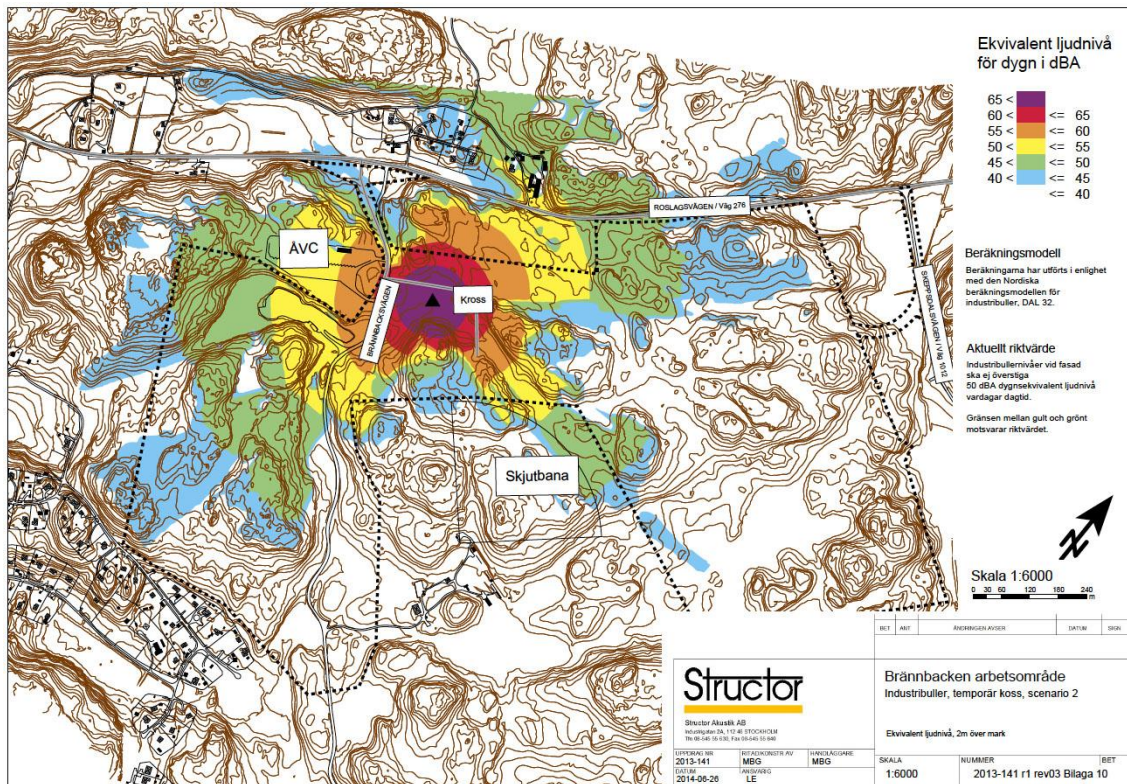 Ekvivalent ljudnivå
för dygn i dBA
65 <
60 < <= 65
55 < <= 60
50 < <= 55
45 < <= 50
40 < <= 45
<= 40
ROSLAGSVÄGEN / Väg 276
ÅVC
Kross
BRÄNNBACKSVÄGEN
SKEPPSDALSVÄGEN / Väg 1012
Skjutbana
Beräkningsmodell
Beräkningarna har utförts i enlighet
med den Nordiska
beräkningsmodellen för
industribuller, DAL 32.
Aktuellt riktvärde
Industribullernivåer vid fasad
ska ej överstiga
50 dBA dygnsekvivalent ljudnivå
vardagar dagtid.
Gränsen mellan gult och grönt
motsvarar riktvärdet.
N
Skala 1:6000
0 30 60 120 180 240
m
BET ANT ÄNDRINGEN AVSER DATUM SIGN
Structor
Structor Akustik AB
Industrigatan 2A, 112 46 STOCKHOLM
Brännbacken arbetsområde
Industribuller, temporär koss, scenario 2
Ekvivalent ljudnivå, 2m över mark
UPPDRAG NR RITAD/KONSTR AV HANDLÄGGARE
2013-141 MBG MBG
DATUM ANSVARIG
2014-06-26 LE
SKALA NUMMER BET
1:6000 2013-141 r1 rev03 Bilaga 10